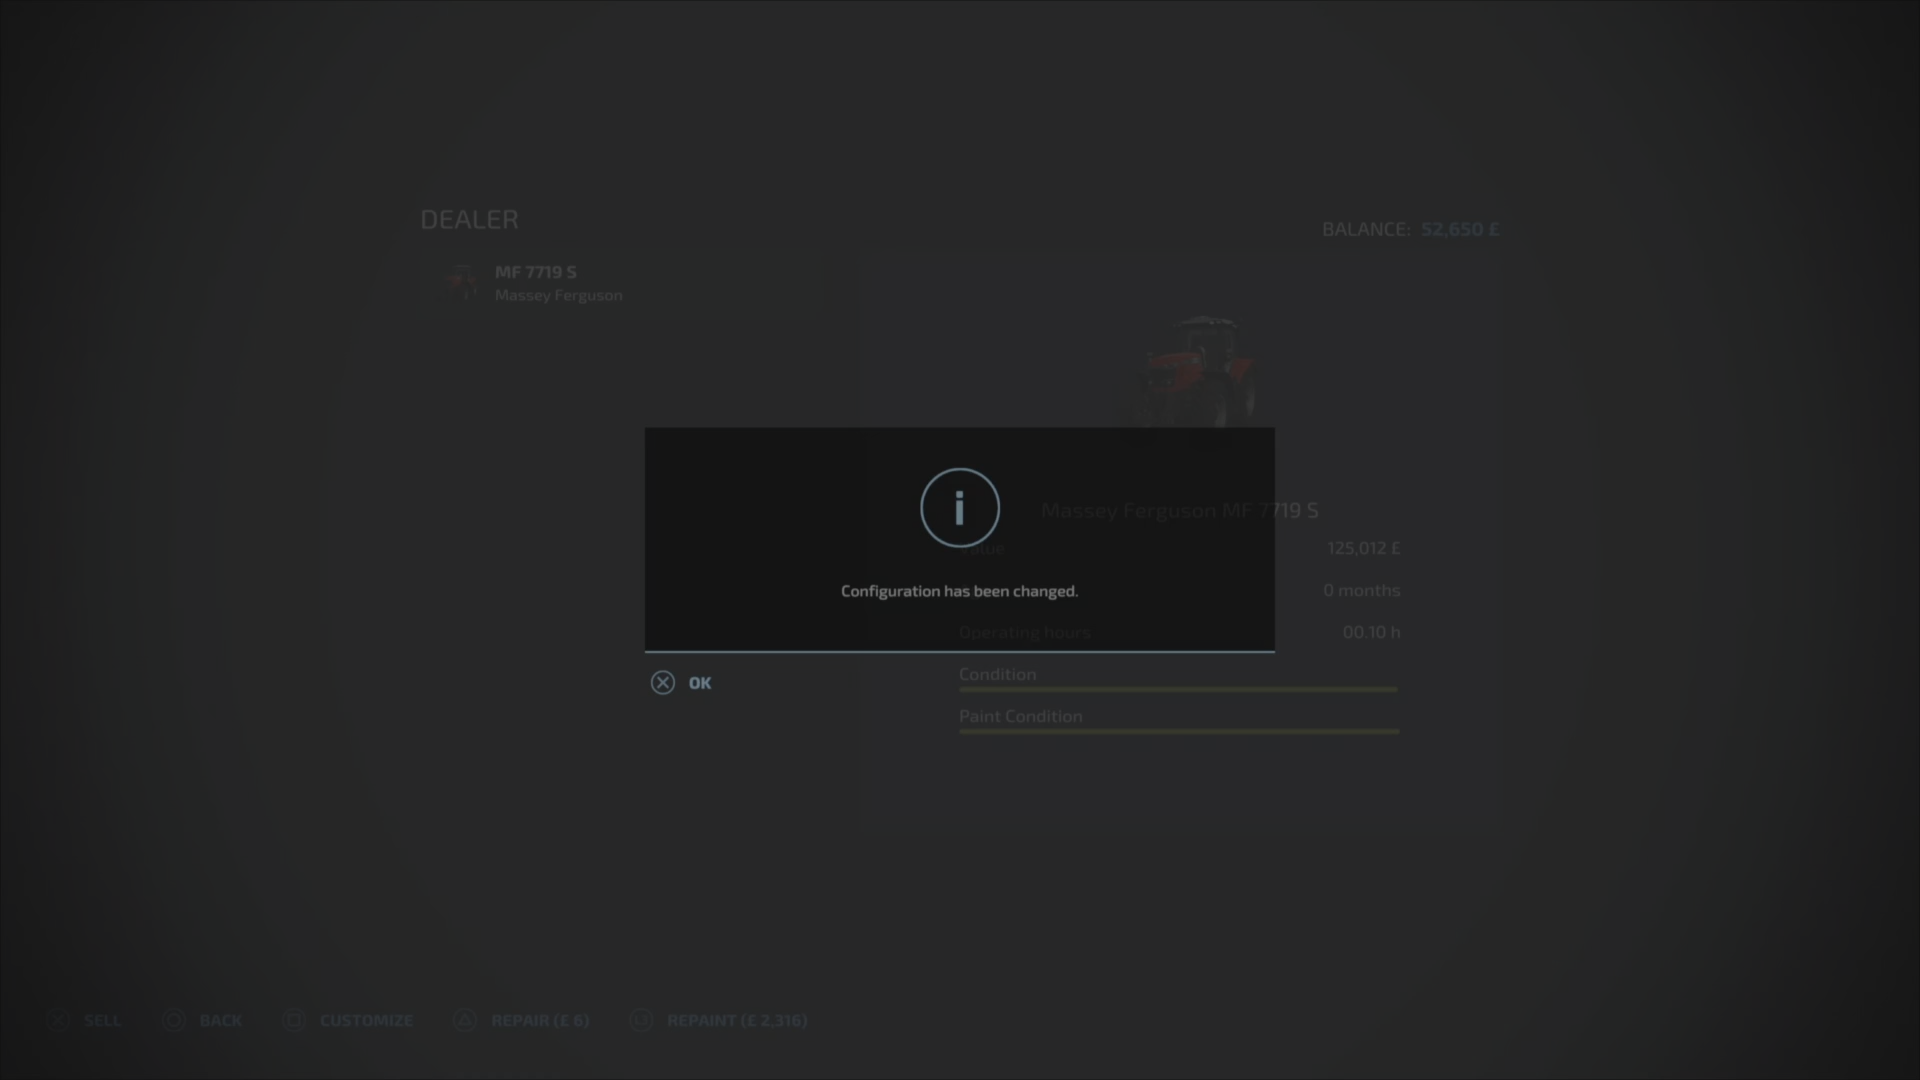 DEALER
BALANCE: 52,650 £
MF 7719 S
Massey Ferguson
Massey Ferguson MF 7719 S
Value
125,012 £
Configuration has been changed.
0 months
Operating hours
00.10 h
OK
Condition
Paint Condition
SELL
BACK
CUSTOMIZE
REPAIR (£ 6)
REPAINT (£ 2,316)